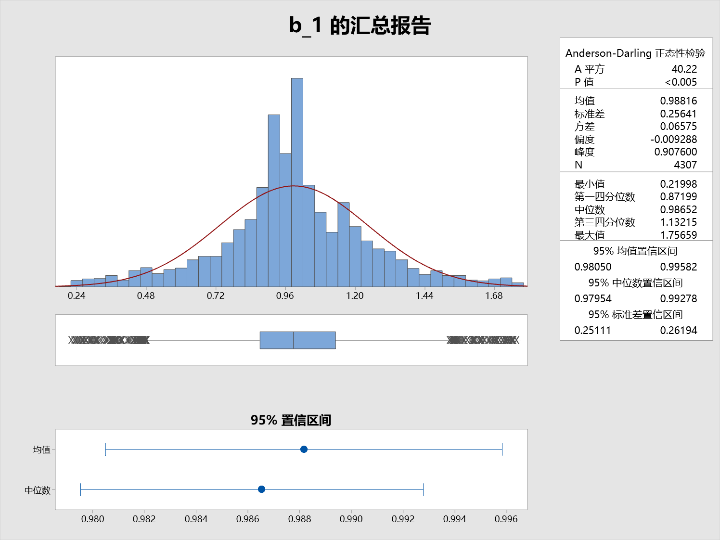 b_1 的汇总报告
Anderson-Darling 正态性检验
A 平方 40.22
P 值 <0.005
均值 0.98816
标准差 0.25641
方差 0.06575
偏度 -0.009288
峰度 0.907600
N 4307
最小值 0.21998
第一四分位数 0.87199
中位数 0.98652
第三四分位数 1.13215
最大值 1.75659
95% 均值置信区间
0.98050 0.99582
95% 中位数置信区间
0.97954 0.99278
95% 标准差置信区间
0.25111 0.26194
0.24 0.48 0.72 0.96 1.20 1.44 1.68
95% 置信区间
均值
中位数
0.980 0.982 0.984 0.986 0.988 0.990 0.992 0.994 0.996